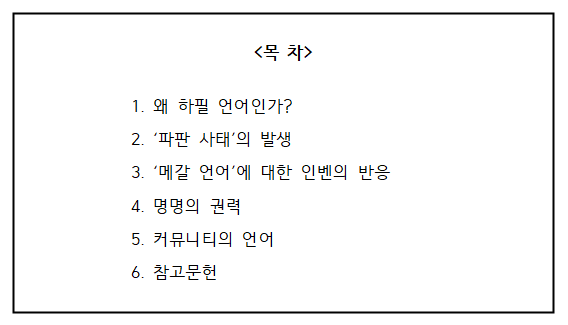 <목 차>
1. 왜 하필 언어인가?
2. ‘파판 사태’의 발생
3. ‘메갈 언어’에 대한 인벤의 반응
4. 명명의 권력
5. 커뮤니티의 언어
6. 참고문헌